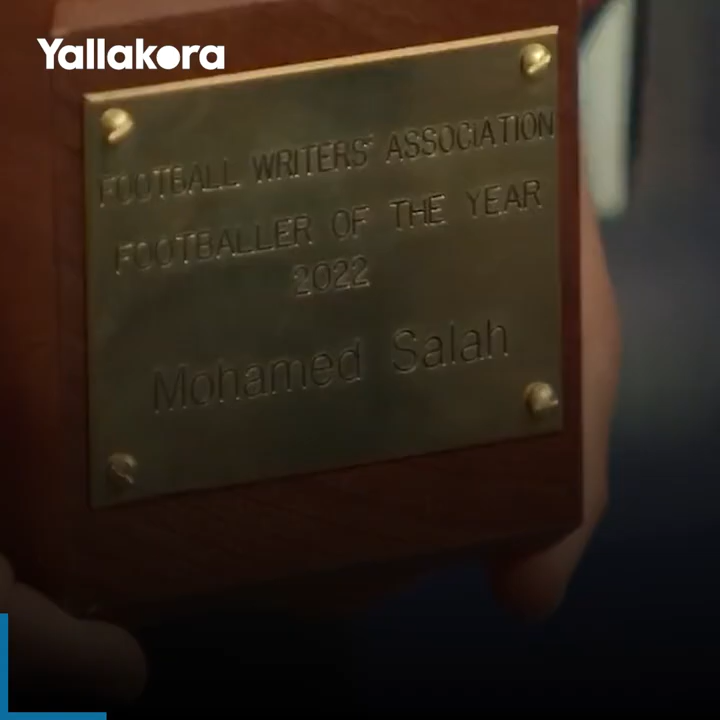 Yallakora
FOOTBALL WRITERS' ASSOCIATION
FOOTBALLER OF THE YEAR
2022
Mohamed Salah